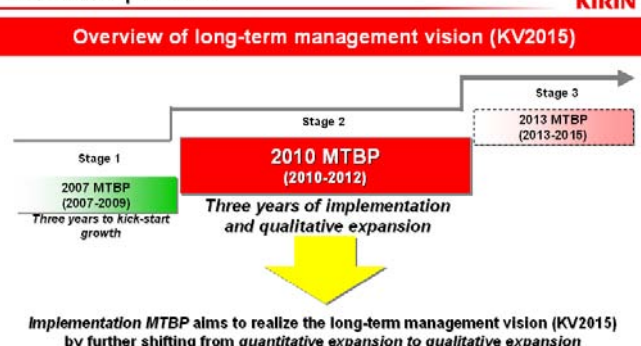 KIRIN
Overview of long-term management vision (KV2015)
Stage 3
2013 MTBP
(2013-2015)
Stage 2
2010 MTBP
(2010-2012)
Three years of implementation
and qualitative expansion
Stage 1
2007 MTBP
(2007-2009)
Three years to kick-start
growth
Implementation MTBP aims to realize the long-term management vision (KV2015)
by further shifting from quantitative expansion to qualitative expansion